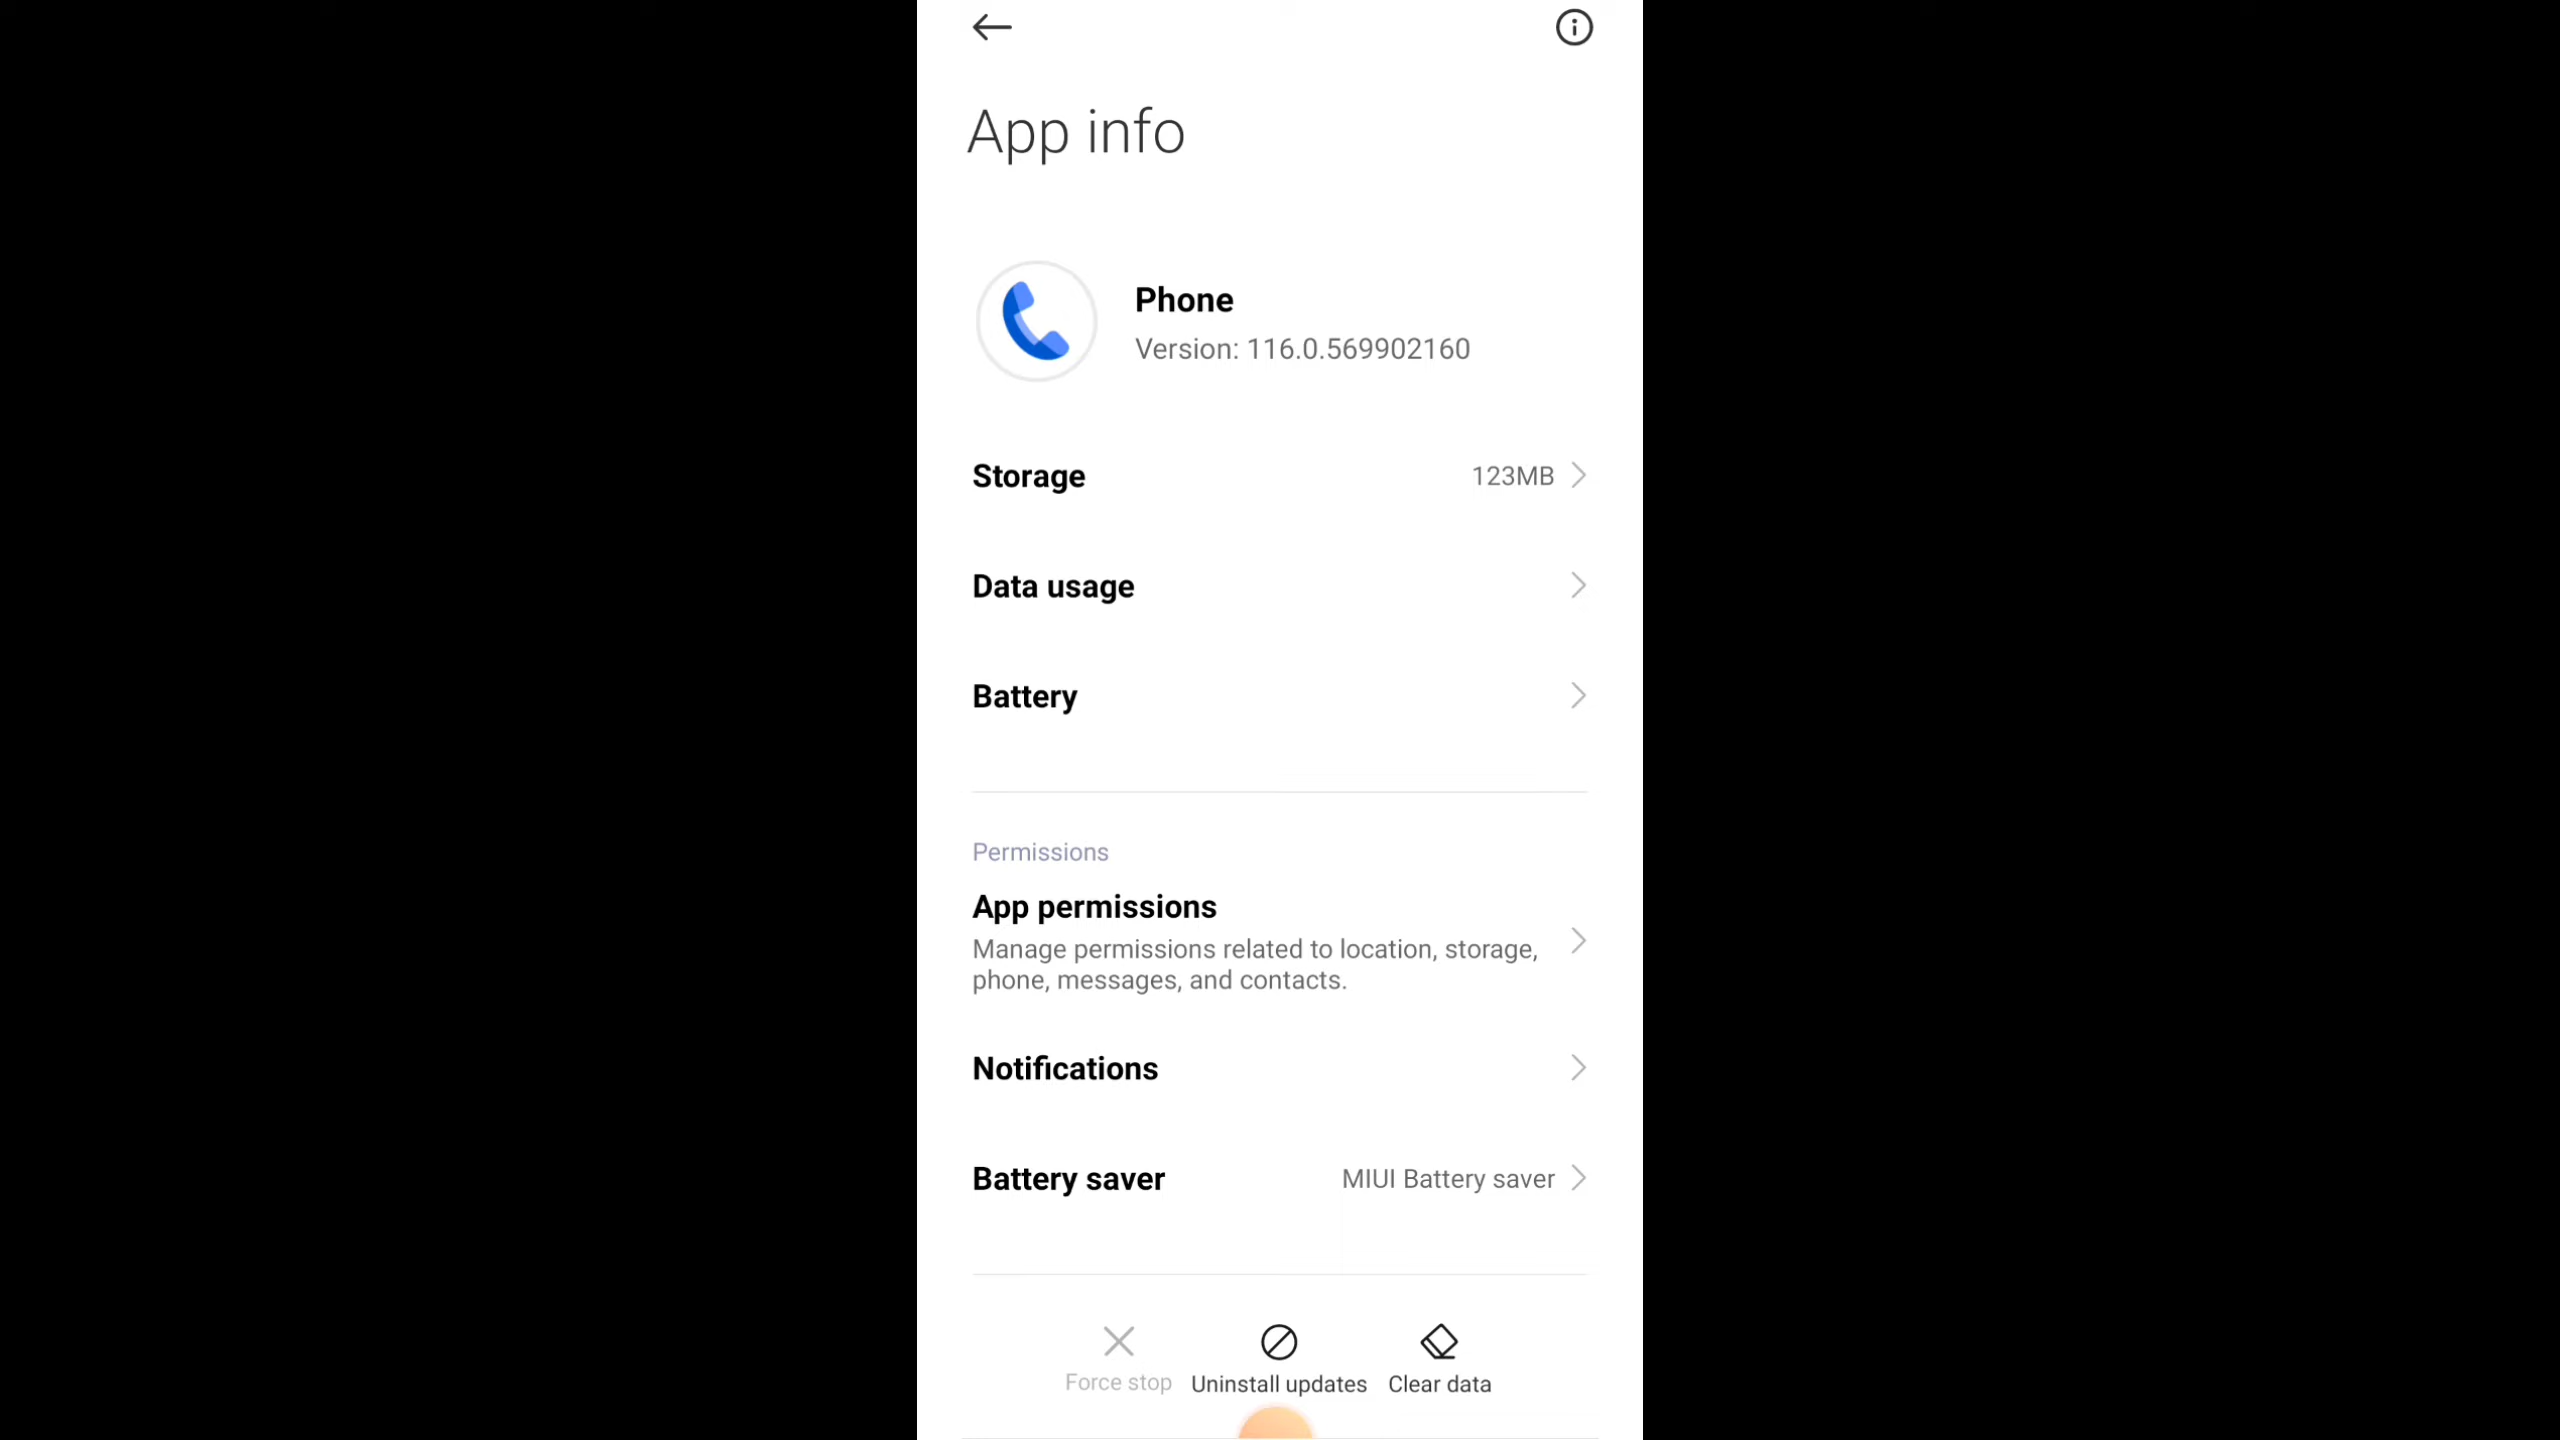 App info
Phone
Version: 116.0.569902160
Storage 123MB
Data usage
Battery
Permissions
App permissions
Manage permissions related to location, storage,
phone, messages, and contacts.
Notifications
Battery saver MIUI Battery saver
Force stop Uninstall updates Clear data